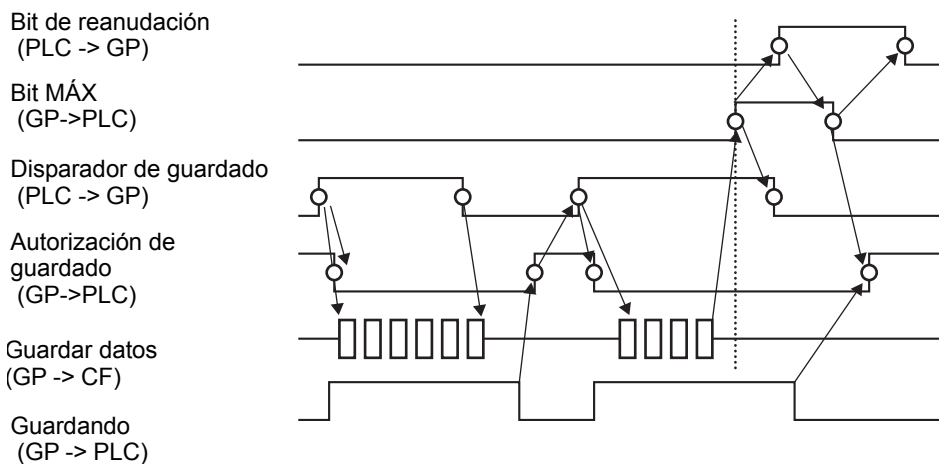 Bit de reanudación
(PLC -> GP)
Bit MÁX
(GP->PLC)
Disparador de guardado
(PLC -> GP)
Autorización de
guardado
(GP->PLC)
Guardar datos
(GP -> CF)
Guardando
(GP -> PLC)